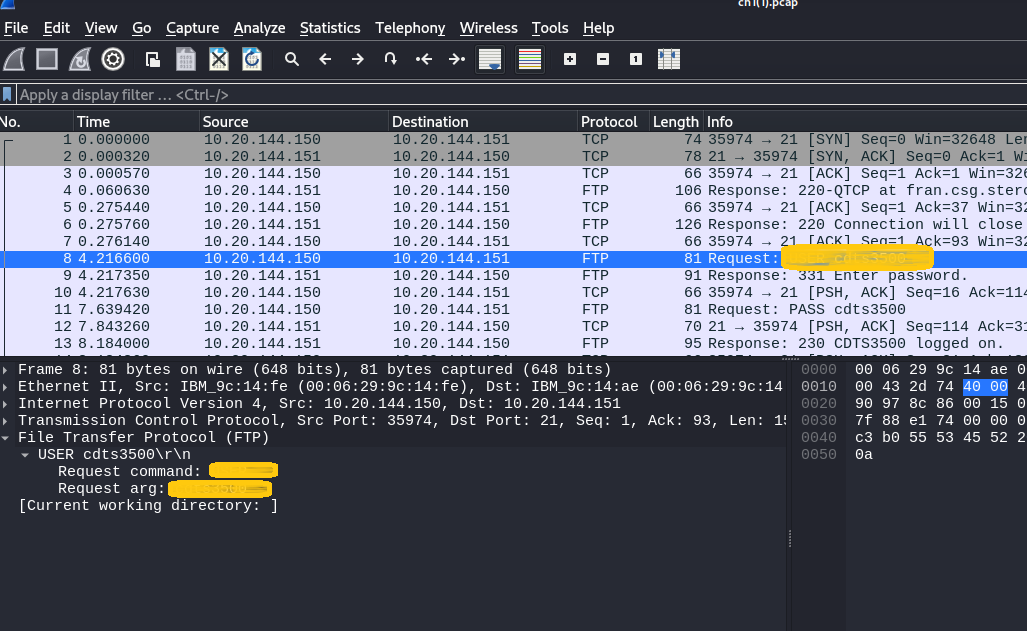 ch1(1).pcap
File Edit View Go Capture Analyze Statistics Telephony Wireless Tools Help
Apply a display filter … <Ctrl-/>
No. Time Source Destination Protocol Length Info
1 0.000000 10.20.144.150 10.20.144.151 TCP 74 35974 → 21 [SYN] Seq=0 Win=32648 Len
2 0.000320 10.20.144.151 10.20.144.150 TCP 78 21 → 35974 [SYN, ACK] Seq=0 Ack=1 Wi
3 0.000570 10.20.144.150 10.20.144.151 TCP 66 35974 → 21 [ACK] Seq=1 Ack=1 Win=326
4 0.060630 10.20.144.151 10.20.144.150 FTP 106 Response: 220-QTCP at fran.csg.sterc
5 0.275440 10.20.144.150 10.20.144.151 TCP 66 35974 → 21 [ACK] Seq=1 Ack=37 Win=32
6 0.275760 10.20.144.151 10.20.144.150 FTP 126 Response: 220 Connection will close
7 0.276140 10.20.144.150 10.20.144.151 TCP 66 35974 → 21 [ACK] Seq=1 Ack=93 Win=32
8 4.216600 10.20.144.150 10.20.144.151 FTP 81 Request: cdts3500
9 4.217350 10.20.144.151 10.20.144.150 FTP 91 Response: 331 Enter password.
10 4.217630 10.20.144.150 10.20.144.151 TCP 66 35974 → 21 [PSH, ACK] Seq=16 Ack=114
11 7.639420 10.20.144.150 10.20.144.151 FTP 81 Request: PASS cdts3500
12 7.843260 10.20.144.151 10.20.144.150 TCP 70 21 → 35974 [PSH, ACK] Seq=114 Ack=31
13 8.184000 10.20.144.151 10.20.144.150 FTP 95 Response: 230 CDTS3500 logged on.
Frame 8: 81 bytes on wire (648 bits), 81 bytes captured (648 bits)
Ethernet II, Src: IBM_9c:14:fe (00:06:29:9c:14:fe), Dst: IBM_9c:14:ae (00:06:29:9c:14
Internet Protocol Version 4, Src: 10.20.144.150, Dst: 10.20.144.151
Transmission Control Protocol, Src Port: 35974, Dst Port: 21, Seq: 1, Ack: 93, Len: 15
File Transfer Protocol (FTP)
USER cdts3500\r\n
Request command:
Request arg:
[Current working directory: ]
0000 00 06 29 9c 14 ae 0
0010 00 43 2d 74 40 00 4
0020 90 97 8c 86 00 15 0
0030 7f 88 e1 74 00 00 0
0040 c3 b0 55 53 45 52 2
0050 0a